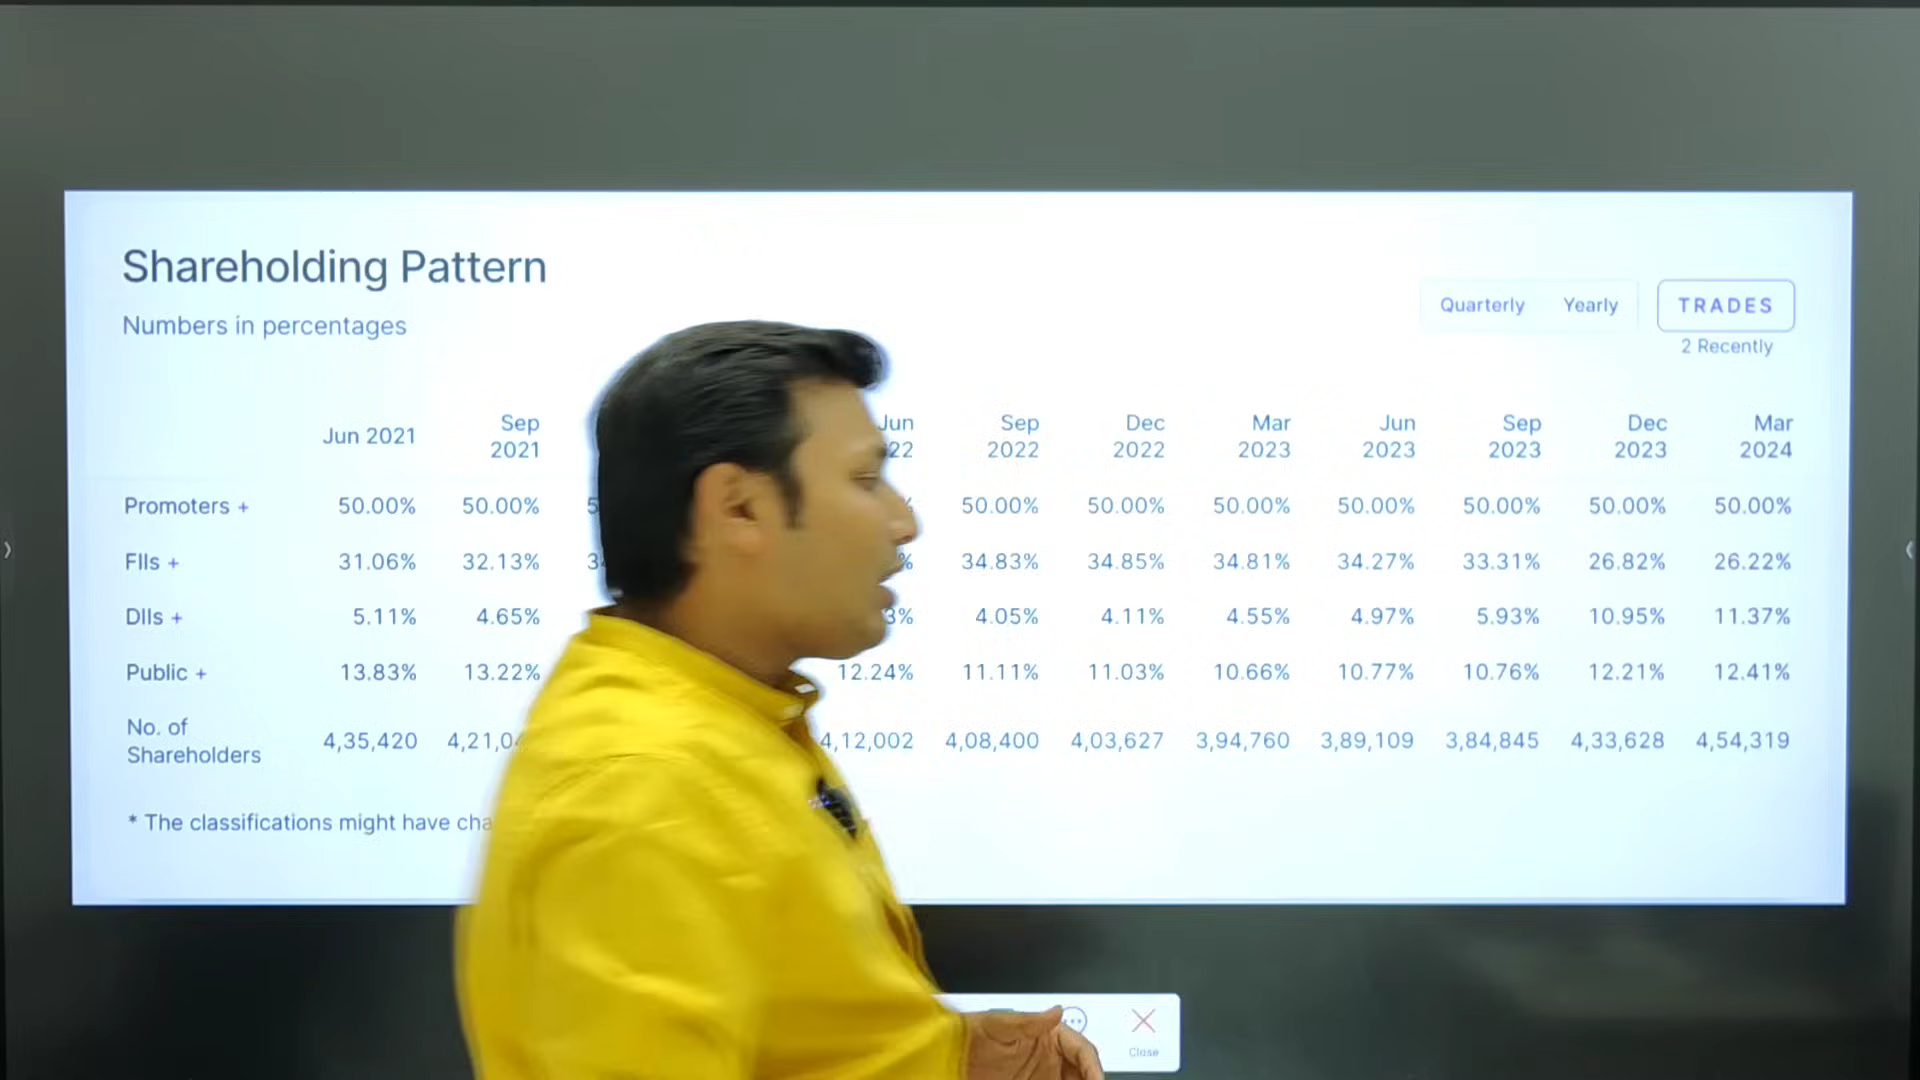 Shareholding Pattern
Numbers in percentages
Quarterly Yearly TRADES
2 Recently
Jun 2021 Sep 2021 Jun Sep 2022 Dec 2022 Mar 2023 Jun 2023 Sep 2023 Dec 2023 Mar 2024
Promoters + 50.00% 50.00% 50.00% 50.00% 50.00% 50.00% 50.00% 50.00% 50.00%
FIIs + 31.06% 32.13% 34.83% 34.85% 34.81% 34.27% 33.31% 26.82% 26.22%
DIIs + 5.11% 4.65% 4.05% 4.11% 4.55% 4.97% 5.93% 10.95% 11.37%
Public + 13.83% 13.22% 12.24% 11.11% 11.03% 10.66% 10.77% 10.76% 12.21% 12.41%
No. of Shareholders 4,35,420 4,12,002 4,08,400 4,03,627 3,94,760 3,89,109 3,84,845 4,33,628 4,54,319
* The classifications might have
Close